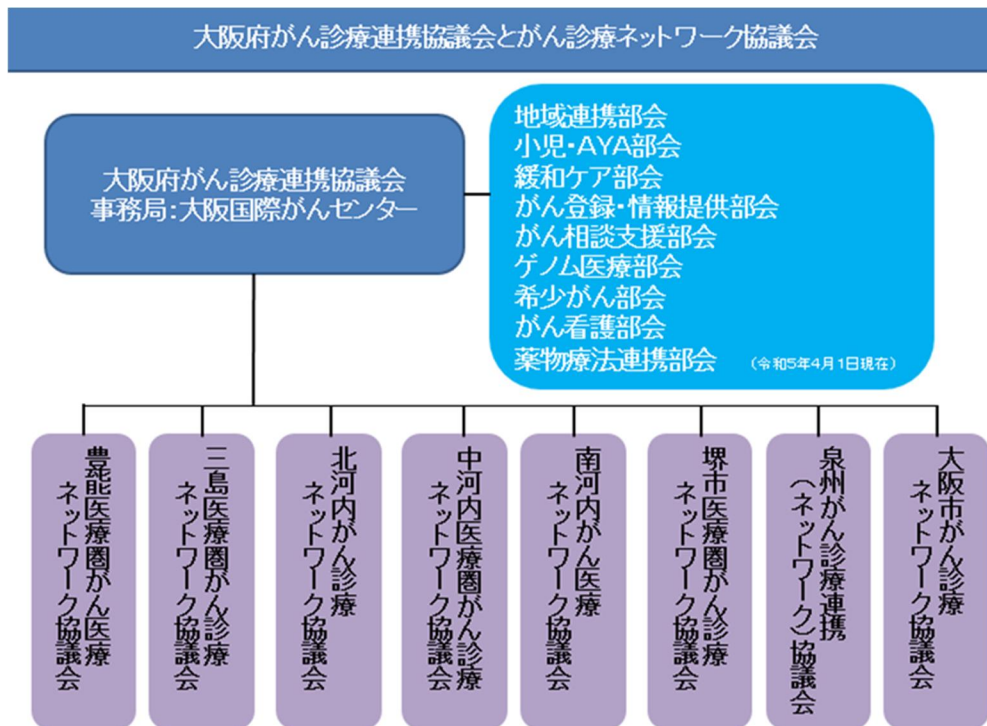 大阪府がん診療連携協議会とがん診療ネットワーク協議会
大阪府がん診療連携協議会
事務局：大阪国際がんセンター
地域連携部会
小児・AYA部会
緩和ケア部会
がん登録・情報提供部会
がん相談支援部会
ゲノム医療部会
希少がん部会
がん看護部会
薬物療法連携部会 （令和5年4月1日現在）
豊能医療圏がん医療
ネットワーク協議会
三島医療圏がん診療
ネットワーク協議会
北河内がん診療
ネットワーク協議会
中河内医療圏がん診療
ネットワーク協議会
南河内がん医療
ネットワーク協議会
堺市医療圏がん診療
ネットワーク協議会
泉州がん診療連携
（ネットワーク）協議会
大阪市がん診療
ネットワーク協議会